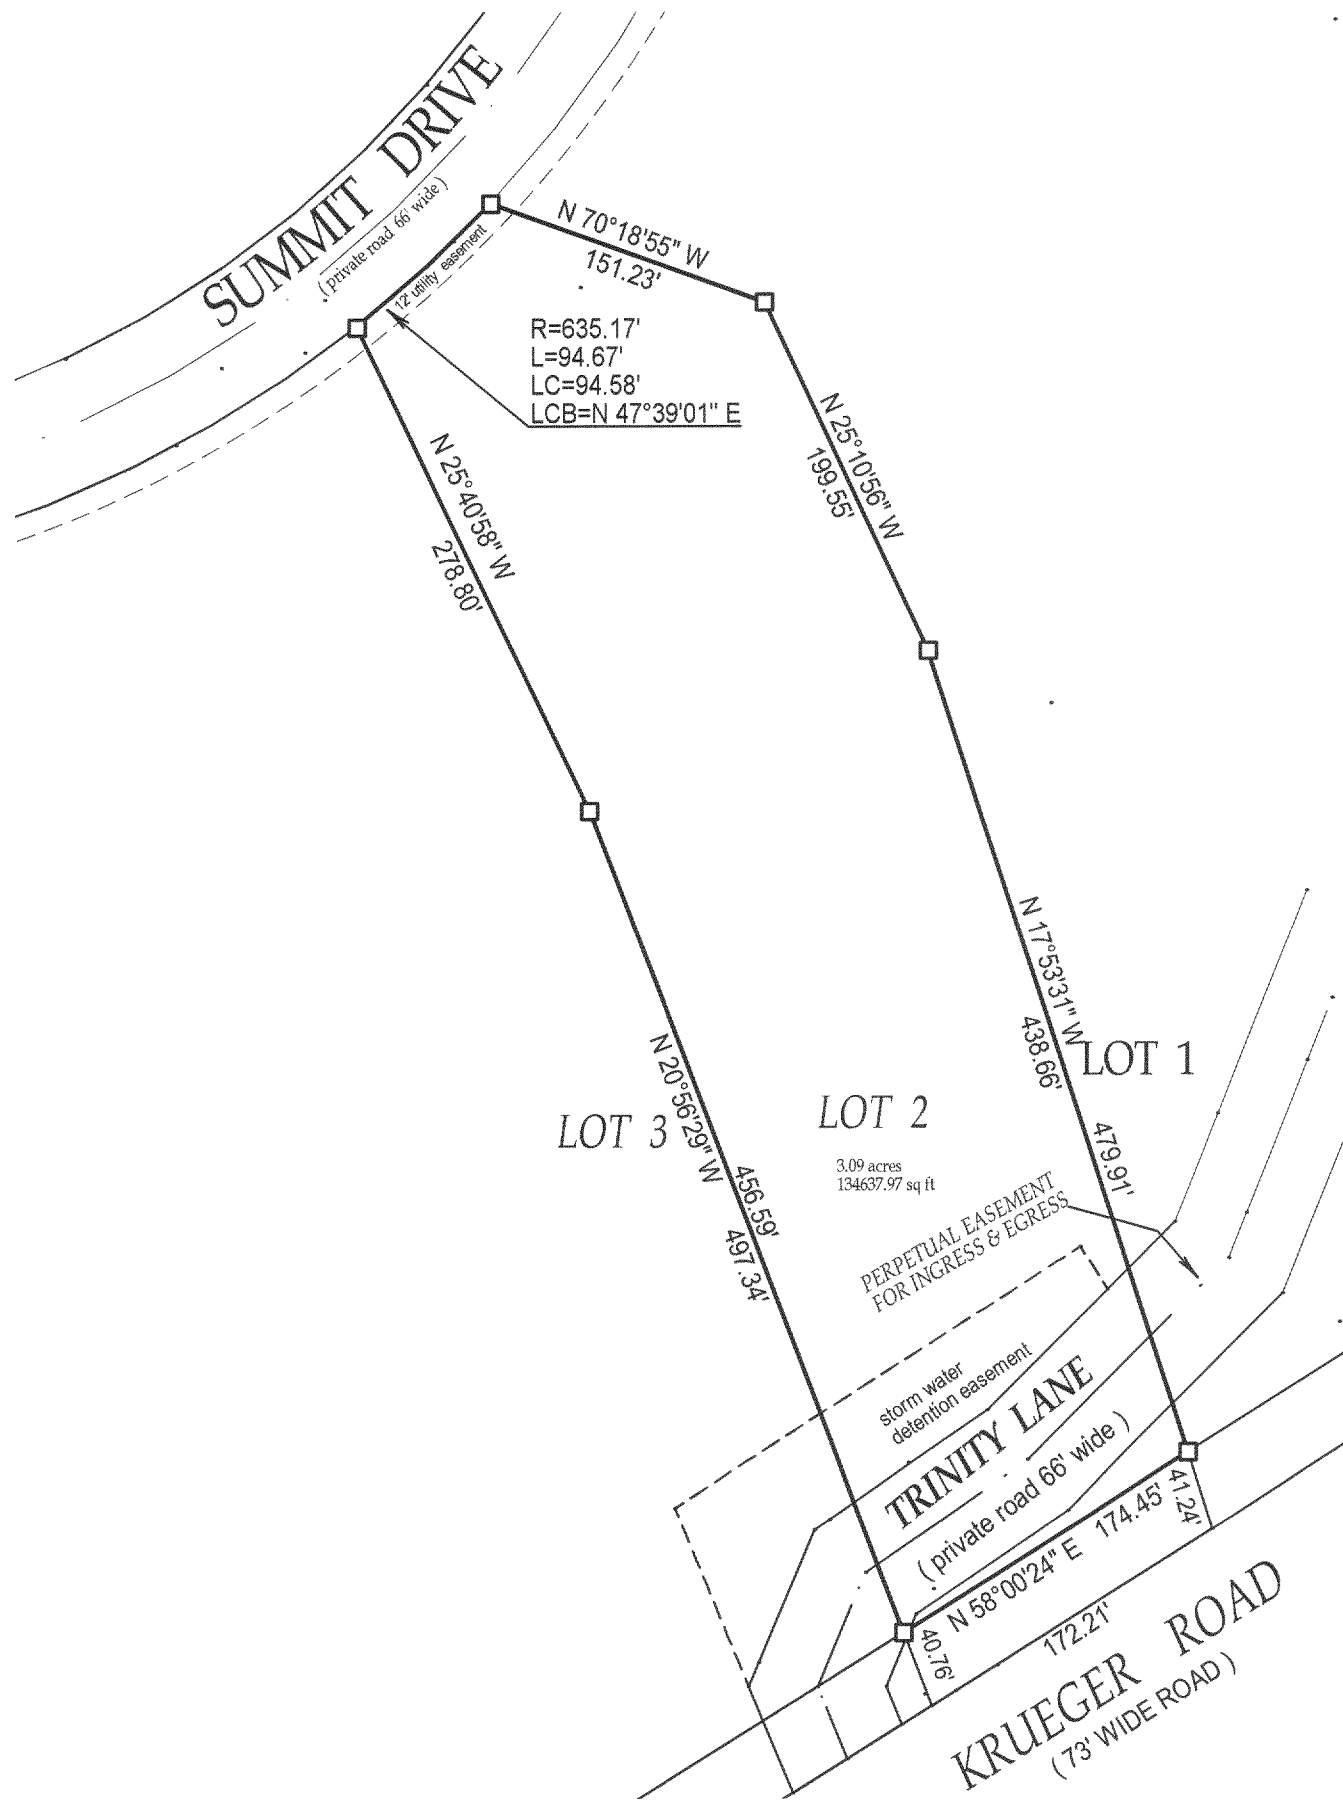 SUMMIT DRIVE
( private road 66' wide )
12' utility easement
N 70°18'55" W
151.23'
R=635.17'
L=94.67'
LC=94.58'
LCB=N 47°39'01" E
N 25°10'56" W
199.55'
N 25°40'58" W
278.80'
N 17°53'31" W
438.66'
479.91'
LOT 1
N 20°56'29" W
456.59'
497.34'
LOT 3
LOT 2
3.09 acres
134637.97 sq ft
PERPETUAL EASEMENT
FOR INGRESS & EGRESS
storm water
detention easement
TRINITY LANE
( private road 66' wide )
N 58°00'24" E 174.45'
41.24'
40.76'
172.21'
KRUEGER ROAD
( 73' WIDE ROAD )